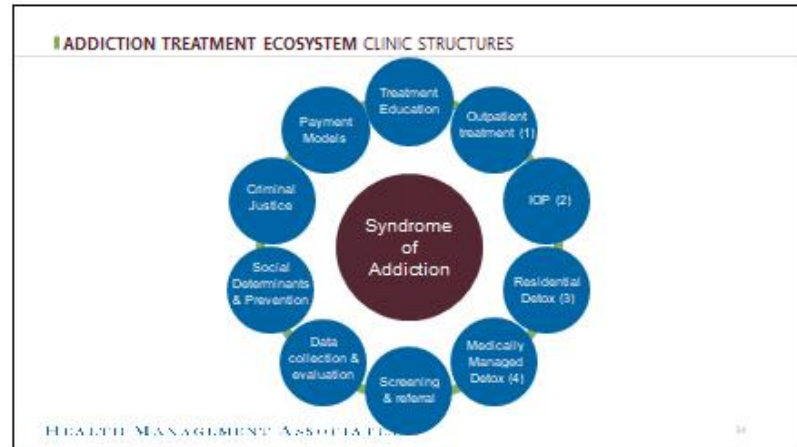 ADDICTION TREATMENT ECOSYSTEM CLINIC STRUCTURES
Treatment
Education
Outpatient
treatment (1)
IOP (2)
Residential
Detox (3)
Medically
Managed
Detox (4)
Screening
& referral
Data
collection &
evaluation
Social
Determinants
& Prevention
Criminal
Justice
Payment
Models
Syndrome
of
Addiction
HEALTH MANAGEMENT ASSOCIATE